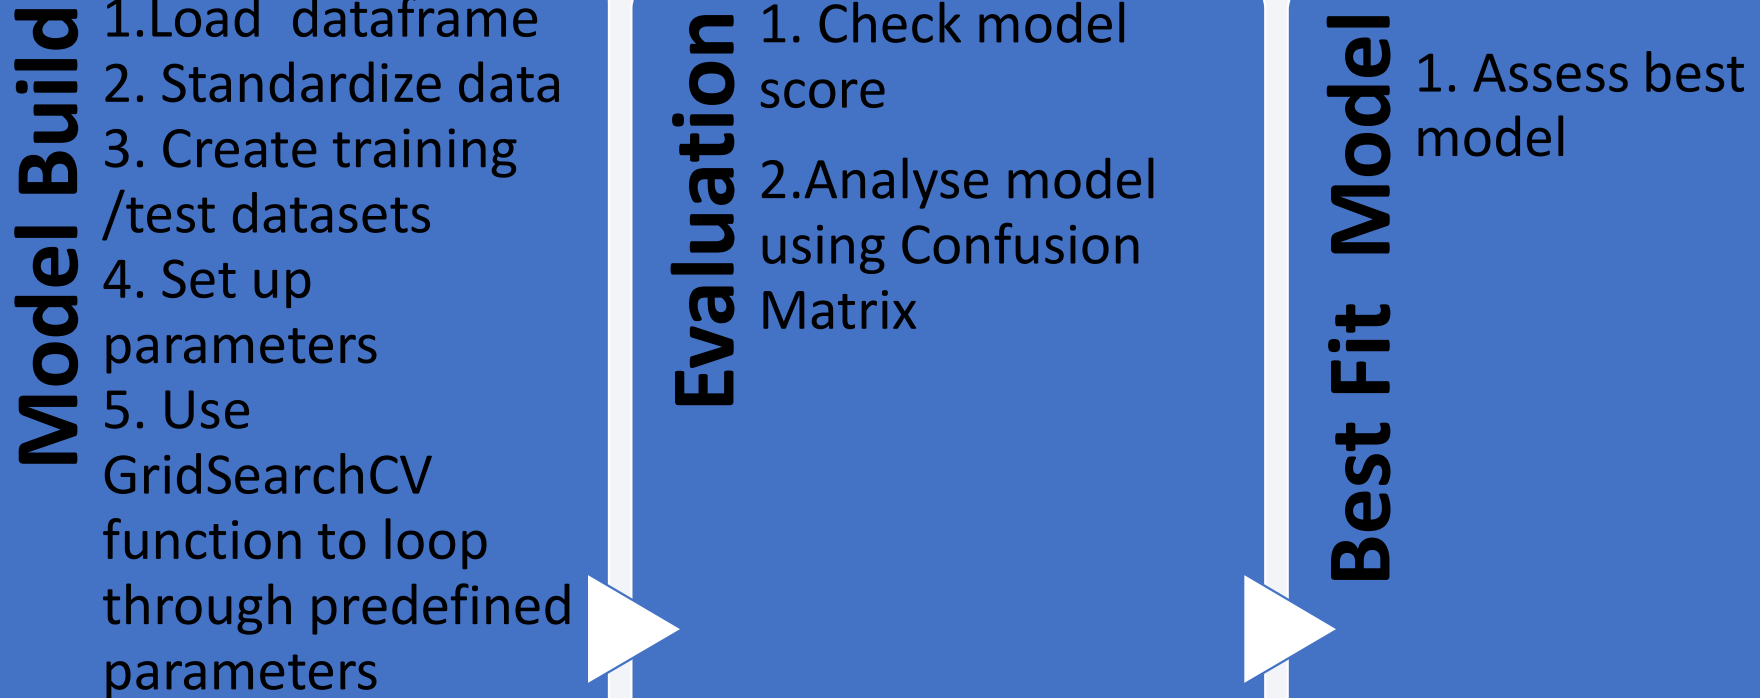 Model Build
1.Load dataframe
2. Standardize data
3. Create training
/test datasets
4. Set up
parameters
5. Use
GridSearchCV
function to loop
through predefined
parameters
Evaluation
1. Check model
score
2.Analyse model
using Confusion
Matrix
Best Fit Model
1. Assess best
model